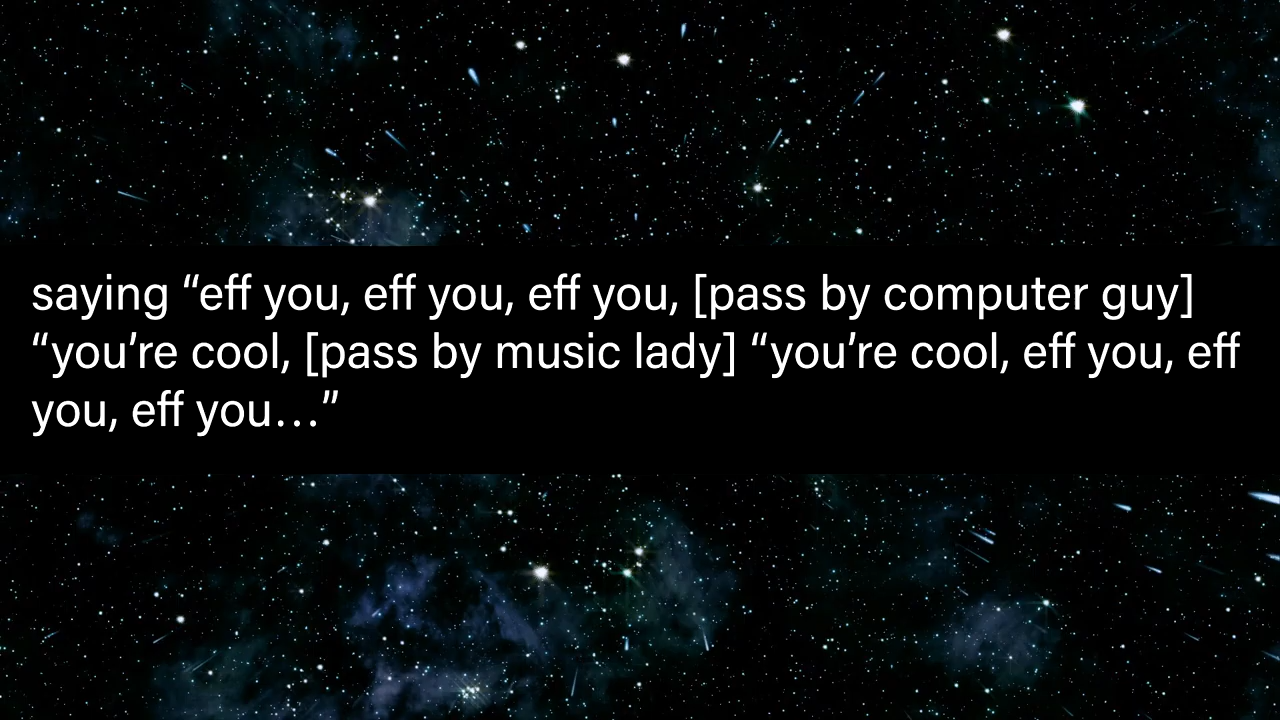 saying “eff you, eff you, eff you, [pass by computer guy]
“you’re cool, [pass by music lady] “you’re cool, eff you, eff
you, eff you…”